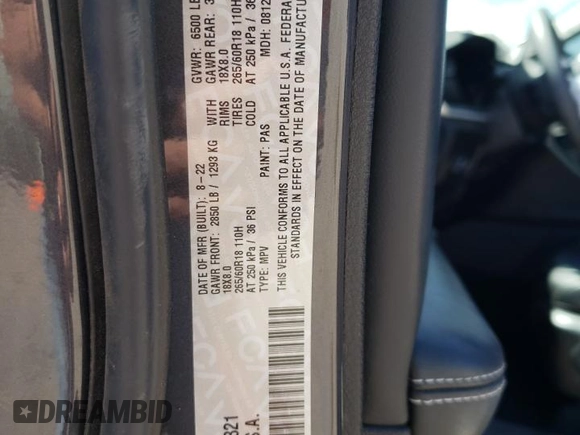 GVWR: 6500 LB
DATE OF MFR (BUILT): 8-22
GAWR FRONT: 2850 LB / 1293 KG WITH GAWR REAR: 3
18X8.0 RIMS 18X8.0
265/60R18 110H TIRES 265/60R18 110H
AT 250 kPa / 36 PSI COLD AT 250 kPa / 36
TYPE: MPV PAINT: PAS MDH: 0812
THIS VEHICLE CONFORMS TO ALL APPLICABLE U.S.A. FEDERAL
STANDARDS IN EFFECT ON THE DATE OF MANUFACTUR
821
S.A.
DREAMBID